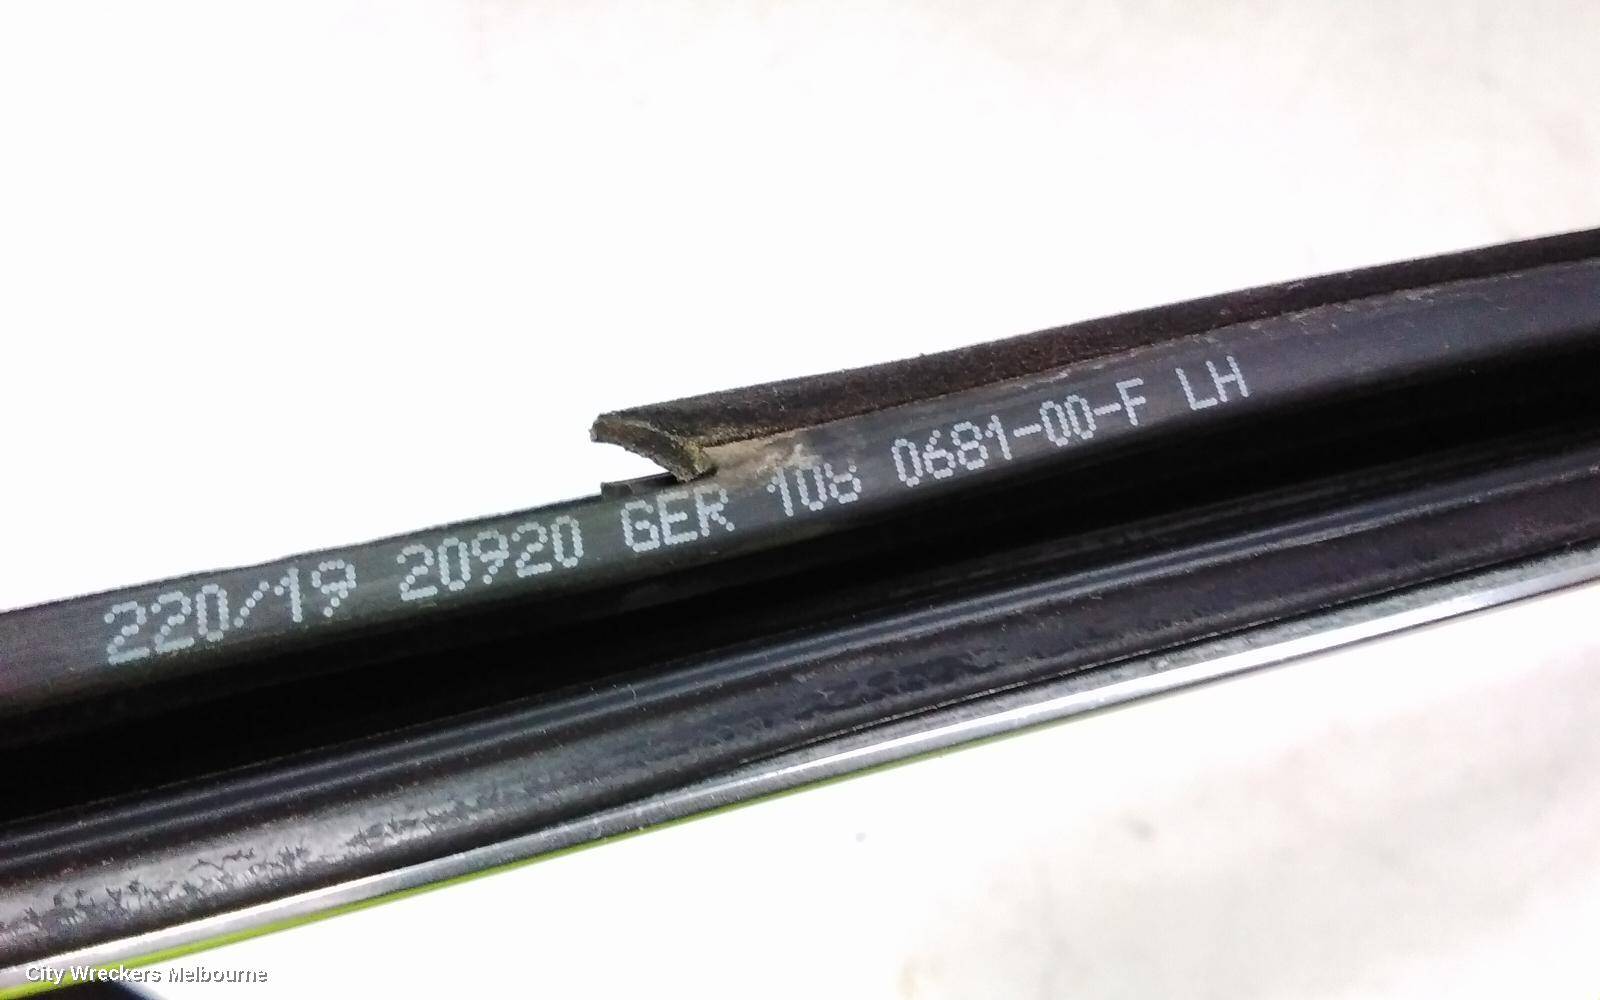 220/19 20920 GER 108 0681-00-F LH
City Wreckers Melbourne